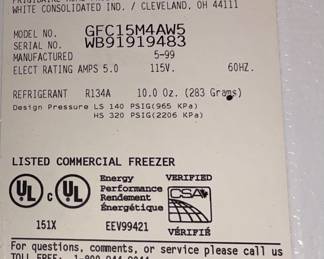 WHITE CONSOLIDATED IND. / CLEVELAND, OH 44111
MODEL NO. GFC15M4AW5
SERIAL NO. WB91919483
MANUFACTURED 5-99
ELECT RATING AMPS 5.0 115V. 60HZ.
REFRIGERANT R134A 10.0 Oz. (283 Grams)
Design Pressure LS 140 PSIG(965 KPa)
HS 320 PSIG(2206 KPa)
LISTED COMMERCIAL FREEZER
UL c UL Energy VERIFIED
Performance
Rendement CSA
Énergétique
VÉRIFIÉ
151X EEV99421
For questions, comments, or service please call us